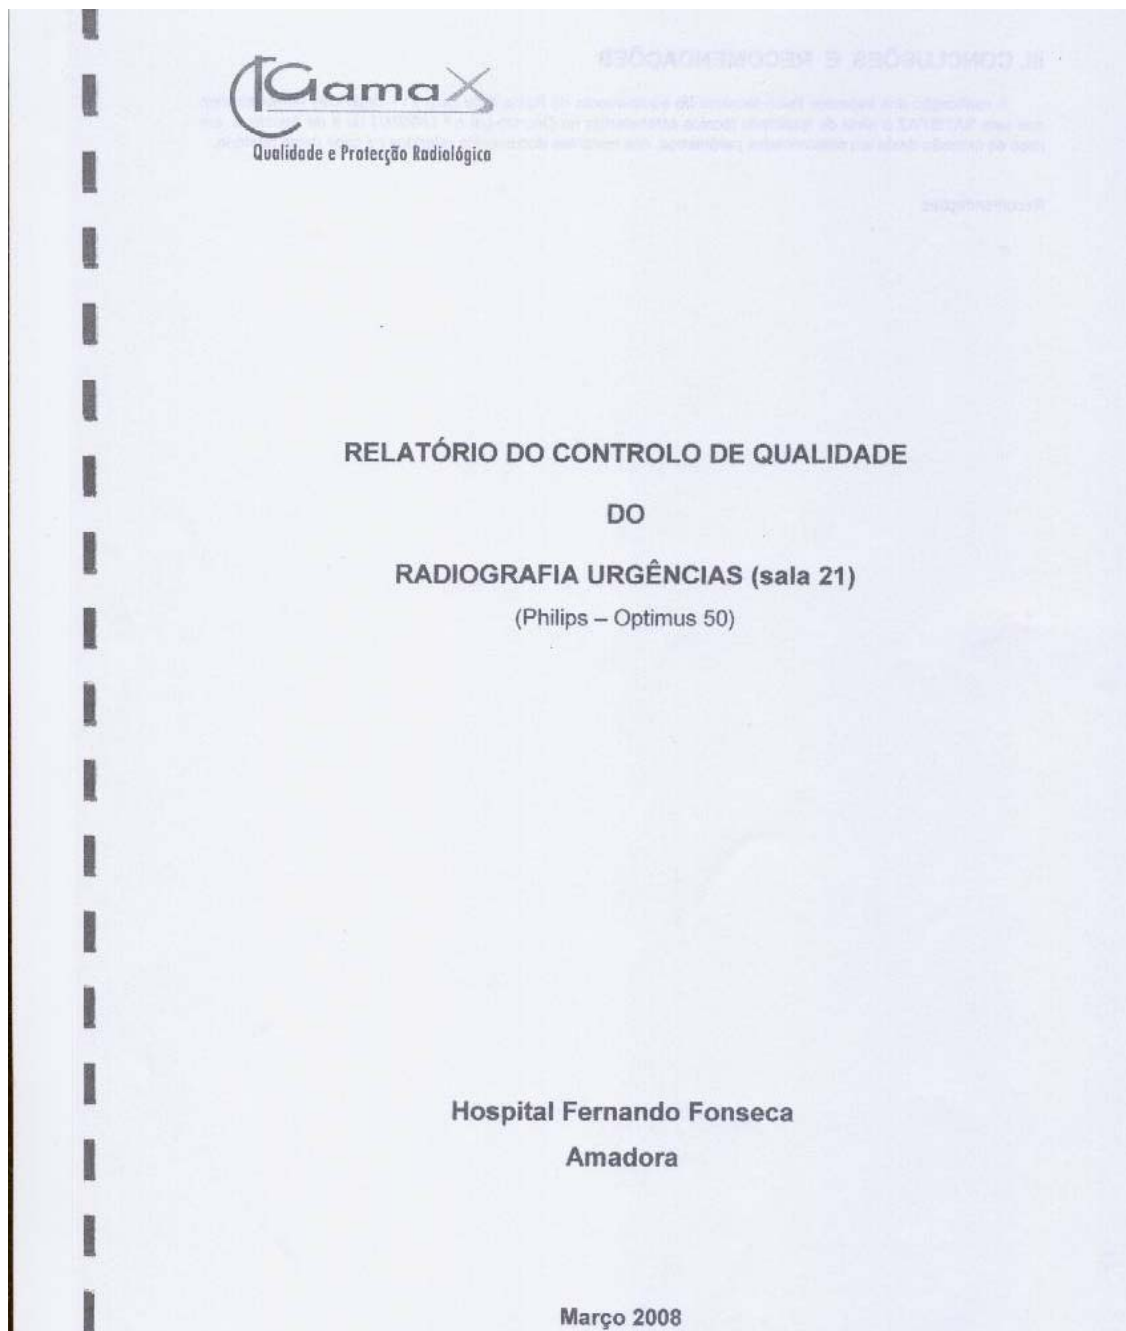 GamaX
Qualidade e Protecção Radiológica
RELATÓRIO DO CONTROLO DE QUALIDADE
DO
RADIOGRAFIA URGÊNCIAS (sala 21)
(Philips – Optimus 50)
Hospital Fernando Fonseca
Amadora
Março 2008